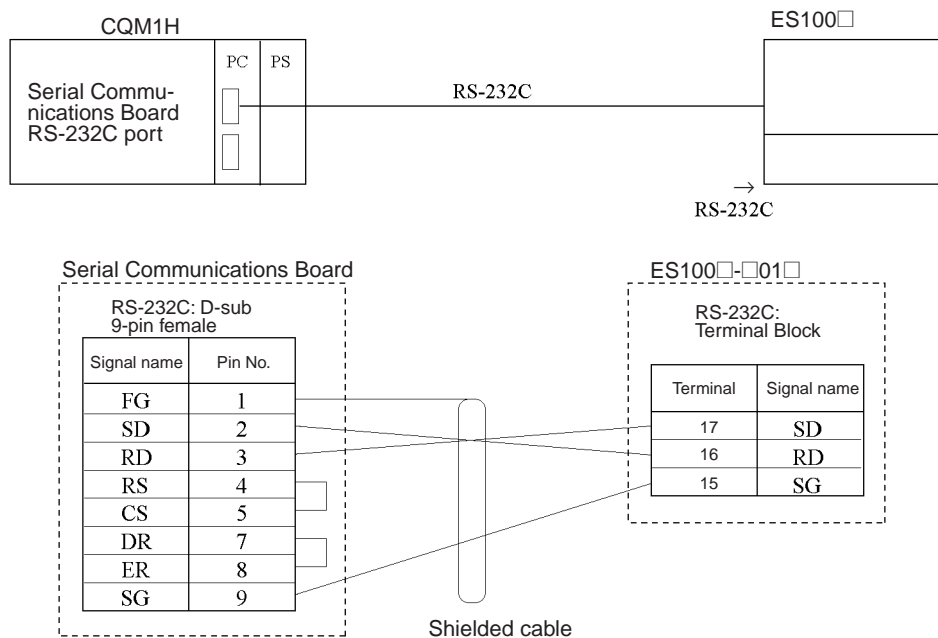 CQM1H
ES100□
PC PS
Serial Commu-
nications Board
RS-232C port
RS-232C
→
RS-232C
Serial Communications Board
RS-232C: D-sub
9-pin female
Signal name Pin No.
FG 1
SD 2
RD 3
RS 4
CS 5
DR 7
ER 8
SG 9
ES100□-□01□
RS-232C:
Terminal Block
Terminal Signal name
17 SD
16 RD
15 SG
Shielded cable